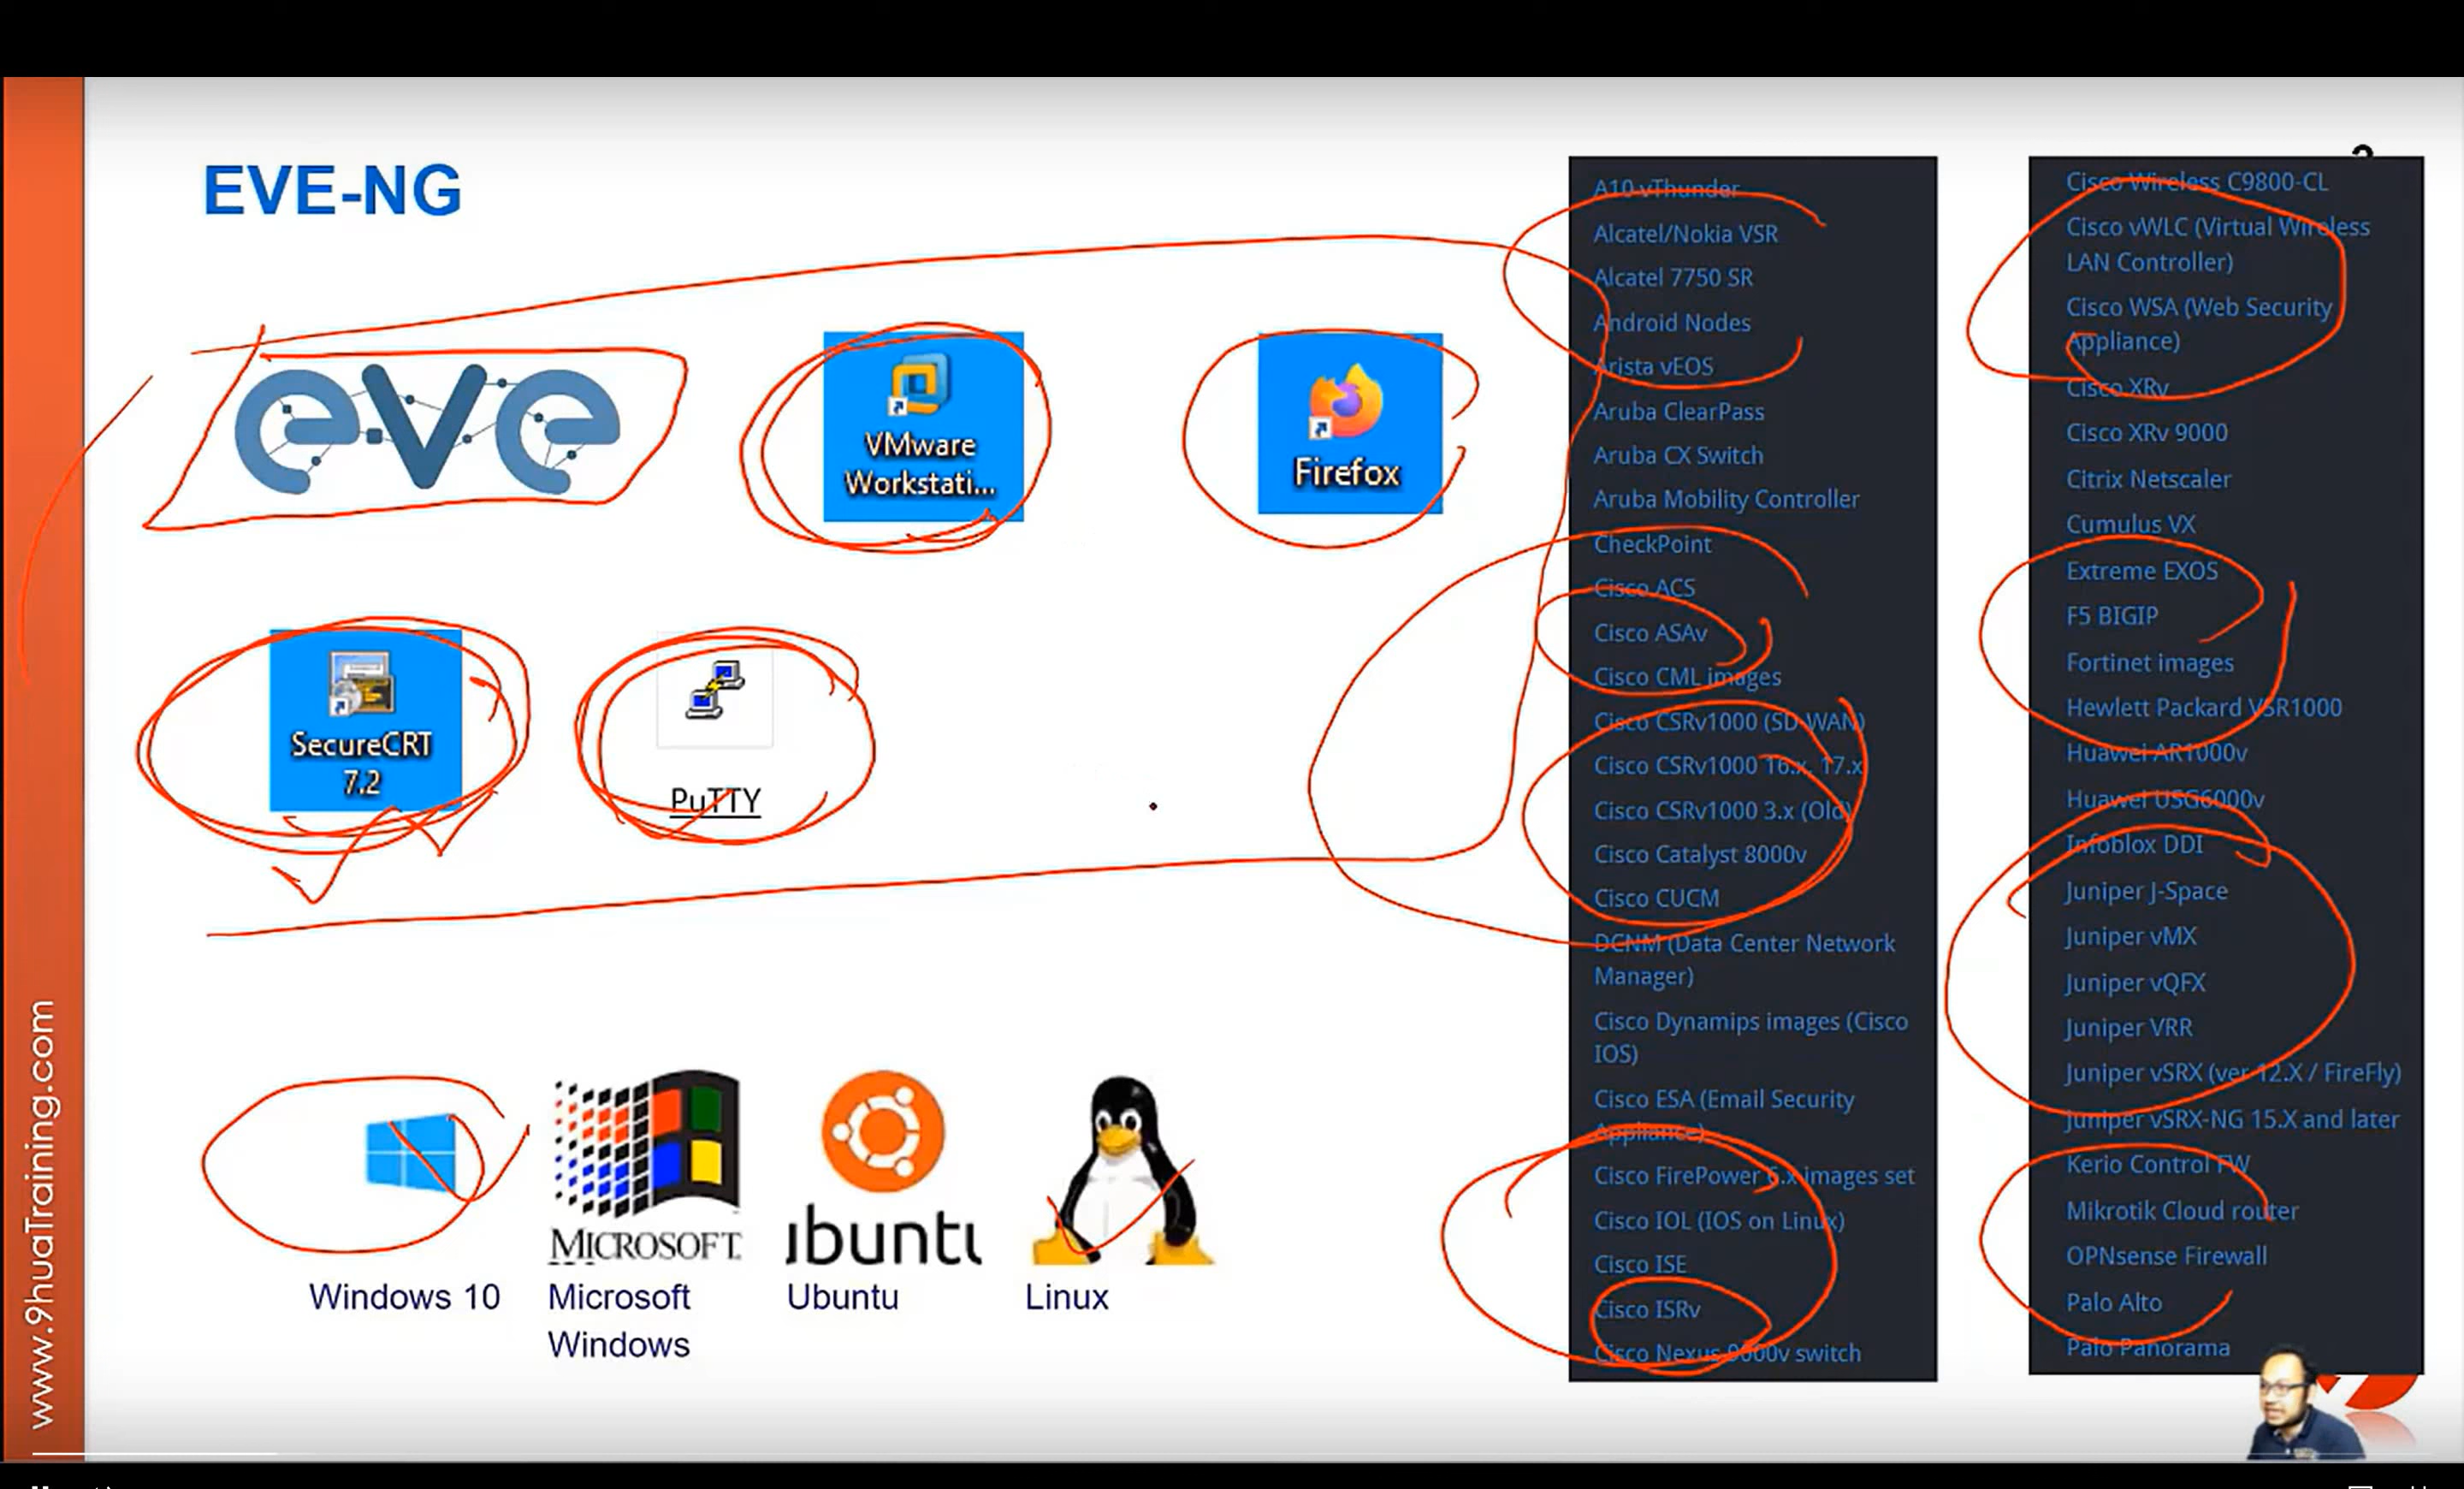 EVE-NG
eve
VMware
Workstati...
Firefox
SecureCRT
7.2
PuTTY
MICROSOFT
ubuntu
Windows 10
Microsoft
Windows
Ubuntu
Linux
A10 vThunder
Alcatel/Nokia VSR
Alcatel 7750 SR
Android Nodes
Arista vEOS
Aruba ClearPass
Aruba CX Switch
Aruba Mobility Controller
CheckPoint
Cisco ACS
Cisco ASAv
Cisco CML images
Cisco CSRv1000 (SD-WAN)
Cisco CSRv1000 16.x, 17.x
Cisco CSRv1000 3.x (Old)
Cisco Catalyst 8000v
Cisco CUCM
DCNM (Data Center Network
Manager)
Cisco Dynamips images (Cisco
IOS)
Cisco ESA (Email Security
Appliance)
Cisco FirePower 6.x images set
Cisco IOL (IOS on Linux)
Cisco ISE
Cisco ISRv
Cisco Nexus 9000v switch
Cisco Wireless C9800-CL
Cisco vWLC (Virtual Wireless
LAN Controller)
Cisco WSA (Web Security
Appliance)
Cisco XRv
Cisco XRv 9000
Citrix Netscaler
Cumulus VX
Extreme EXOS
F5 BIGIP
Fortinet images
Hewlett Packard VSR1000
Huawei AR1000v
Huawei USG6000v
Infoblox DDI
Juniper J-Space
Juniper vMX
Juniper vQFX
Juniper VRR
Juniper vSRX (ver 12.X / FireFly)
Juniper vSRX-NG 15.X and later
Kerio Control FW
Mikrotik Cloud router
OPNsense Firewall
Palo Alto
Palo Panorama
www.9huaTraining.com